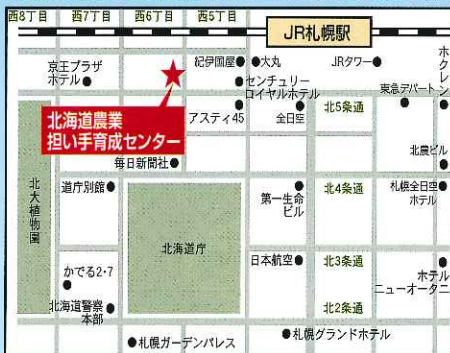 西8丁目
西7丁目
西6丁目
西5丁目
JR札幌駅
京王プラザ
ホテル
紀伊国屋
大丸
JRタワー
ホクレン
センチュリー
ロイヤルホテル
東急デパート
北海道農業
担い手育成センター
アスティ45
全日空
北5条通
毎日新聞社
北農ビル
北大植物園
道庁別館
第一生命
ビル
北4条通
札幌全日空
ホテル
北海道庁
かでる2・7
日本航空
北3条通
ホテル
ニューオータニ
北海道警察
本部
北2条通
札幌ガーデンパレス
札幌グランドホテル